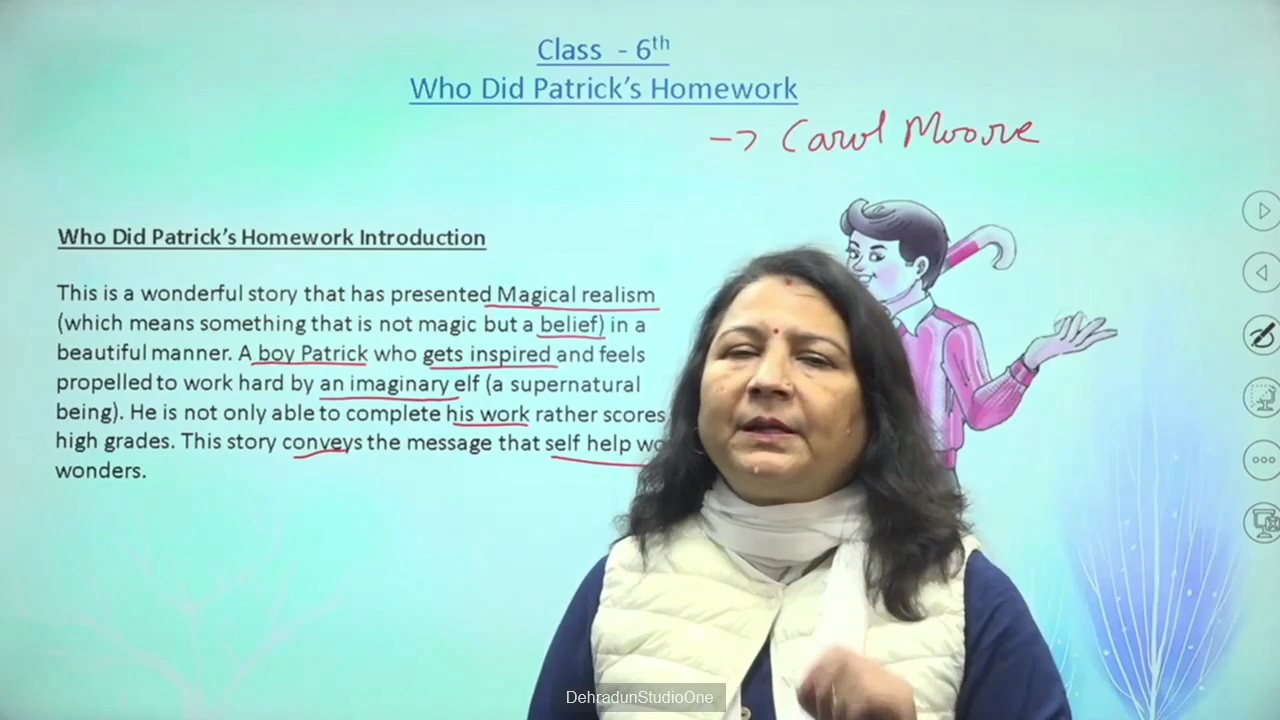 Class - 6th
Who Did Patrick's Homework
→ Carol Moore
Who Did Patrick's Homework Introduction
This is a wonderful story that has presented Magical realism
(which means something that is not magic but a belief) in a
beautiful manner. A boy Patrick who gets inspired and feels
propelled to work hard by an imaginary elf (a supernatural
being). He is not only able to complete his work rather scores
high grades. This story conveys the message that self help
wonders.
DehradunStudioOne